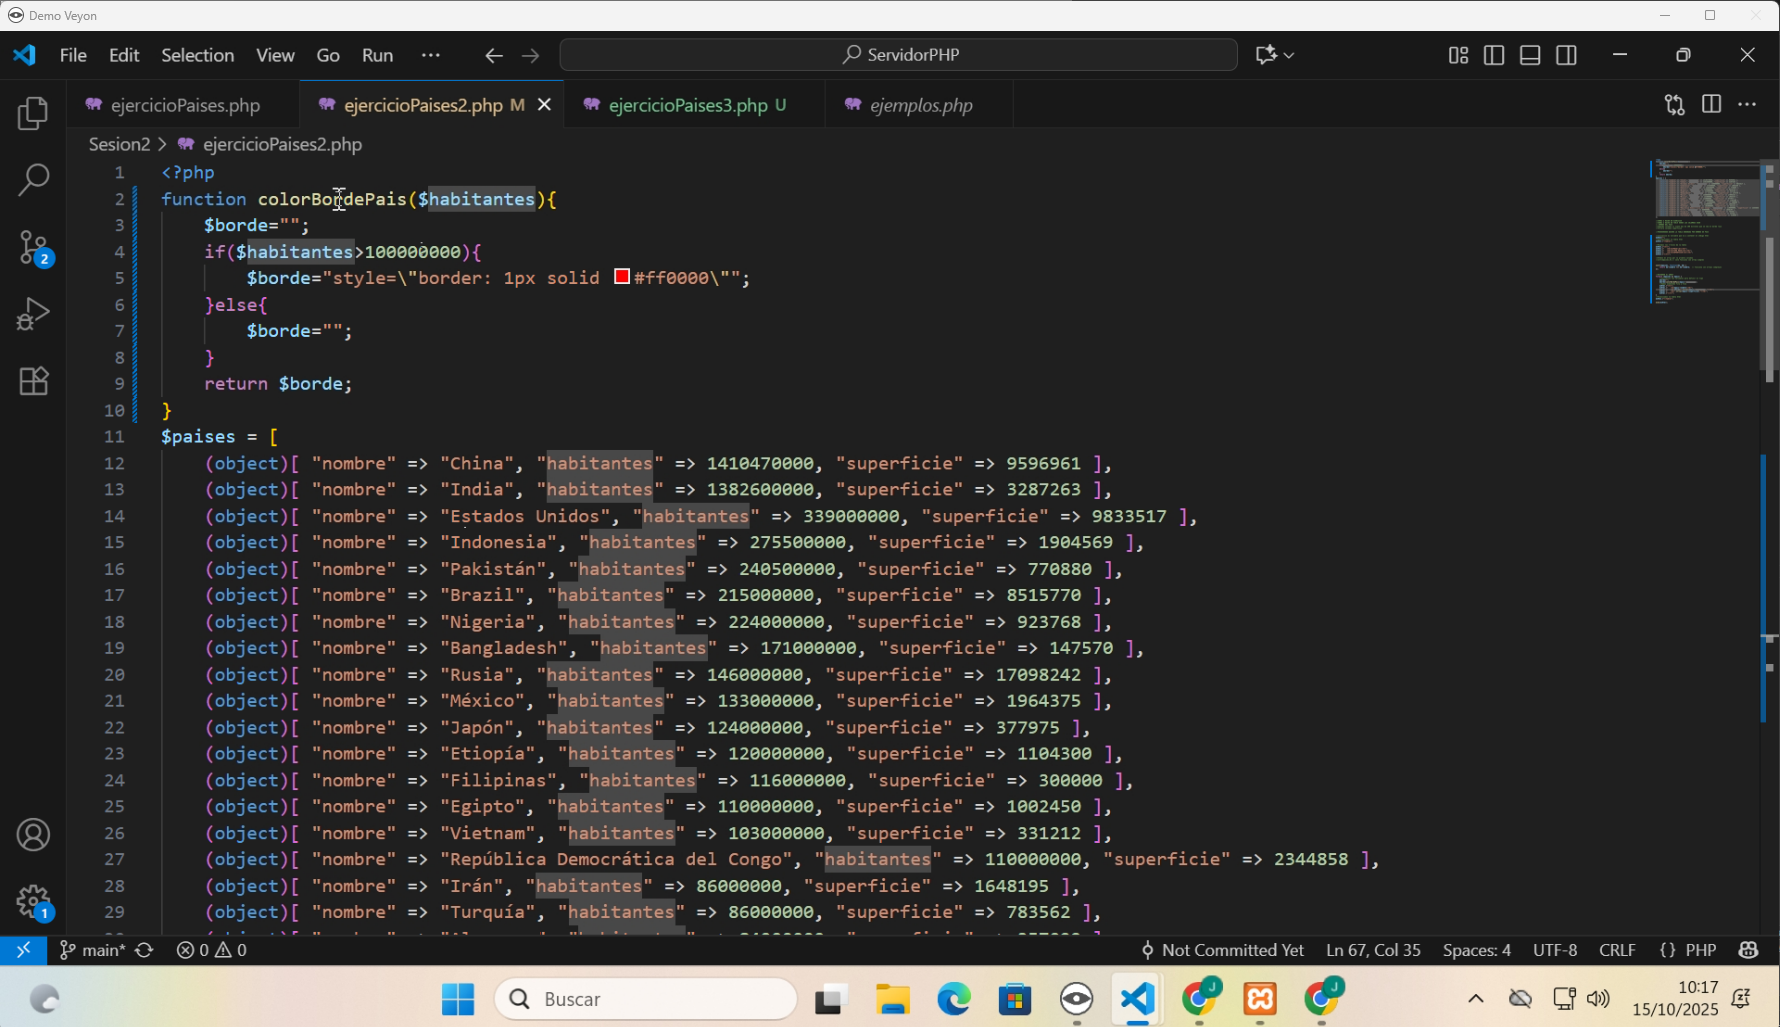 Demo Veyon
File Edit Selection View Go Run ···
ServidorPHP
ejercicioPaises.php
ejercicioPaises2.php M
ejercicioPaises3.php U
ejemplos.php
Sesion2 > ejercicioPaises2.php
1 <?php
2 function colorBordePais($habitantes){
3 $borde="";
4 if($habitantes>100000000){
5 $borde="style=\"border: 1px solid #ff0000\"";
6 }else{
7 $borde="";
8 }
9 return $borde;
10 }
11 $paises = [
12 (object)[ "nombre" => "China", "habitantes" => 1410470000, "superficie" => 9596961 ],
13 (object)[ "nombre" => "India", "habitantes" => 1382600000, "superficie" => 3287263 ],
14 (object)[ "nombre" => "Estados Unidos", "habitantes" => 339000000, "superficie" => 9833517 ],
15 (object)[ "nombre" => "Indonesia", "habitantes" => 275500000, "superficie" => 1904569 ],
16 (object)[ "nombre" => "Pakistán", "habitantes" => 240500000, "superficie" => 770880 ],
17 (object)[ "nombre" => "Brazil", "habitantes" => 215000000, "superficie" => 8515770 ],
18 (object)[ "nombre" => "Nigeria", "habitantes" => 224000000, "superficie" => 923768 ],
19 (object)[ "nombre" => "Bangladesh", "habitantes" => 171000000, "superficie" => 147570 ],
20 (object)[ "nombre" => "Rusia", "habitantes" => 146000000, "superficie" => 17098242 ],
21 (object)[ "nombre" => "México", "habitantes" => 133000000, "superficie" => 1964375 ],
22 (object)[ "nombre" => "Japón", "habitantes" => 124000000, "superficie" => 377975 ],
23 (object)[ "nombre" => "Etiopía", "habitantes" => 120000000, "superficie" => 1104300 ],
24 (object)[ "nombre" => "Filipinas", "habitantes" => 116000000, "superficie" => 300000 ],
25 (object)[ "nombre" => "Egipto", "habitantes" => 110000000, "superficie" => 1002450 ],
26 (object)[ "nombre" => "Vietnam", "habitantes" => 103000000, "superficie" => 331212 ],
27 (object)[ "nombre" => "República Democrática del Congo", "habitantes" => 110000000, "superficie" => 2344858 ],
28 (object)[ "nombre" => "Irán", "habitantes" => 86000000, "superficie" => 1648195 ],
29 (object)[ "nombre" => "Turquía", "habitantes" => 86000000, "superficie" => 783562 ],
2
1
main* 0 0 Not Committed Yet Ln 67, Col 35 Spaces: 4 UTF-8 CRLF {} PHP
Buscar
J
J
10:17
15/10/2025